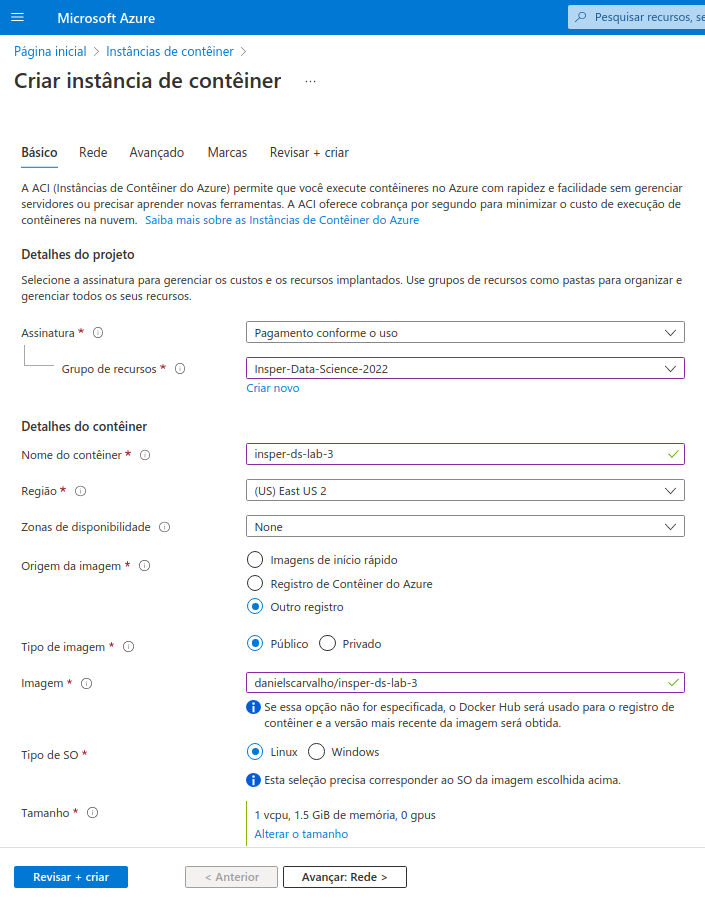 Microsoft Azure
Pesquisar recursos, se
Página inicial > Instâncias de contêiner >
Criar instância de contêiner ...
Básico Rede Avançado Marcas Revisar + criar
A ACI (Instâncias de Contêiner do Azure) permite que você execute contêineres no Azure com rapidez e facilidade sem gerenciar
servidores ou precisar aprender novas ferramentas. A ACI oferece cobrança por segundo para minimizar o custo de execução de
contêineres na nuvem. Saiba mais sobre as Instâncias de Contêiner do Azure
Detalhes do projeto
Selecione a assinatura para gerenciar os custos e os recursos implantados. Use grupos de recursos como pastas para organizar e
gerenciar todos os seus recursos.
Assinatura * Pagamento conforme o uso
Grupo de recursos * Insper-Data-Science-2022
Criar novo
Detalhes do contêiner
Nome do contêiner * insper-ds-lab-3
Região * (US) East US 2
Zonas de disponibilidade None
Origem da imagem * Imagens de início rápido
Registro de Contêiner do Azure
Outro registro
Tipo de imagem * Público Privado
Imagem * danielscarvalho/insper-ds-lab-3
Se essa opção não for especificada, o Docker Hub será usado para o registro de
contêiner e a versão mais recente da imagem será obtida.
Tipo de SO * Linux Windows
Esta seleção precisa corresponder ao SO da imagem escolhida acima.
Tamanho * 1 vcpu, 1.5 GiB de memória, 0 gpus
Alterar o tamanho
Revisar + criar < Anterior Avançar: Rede >